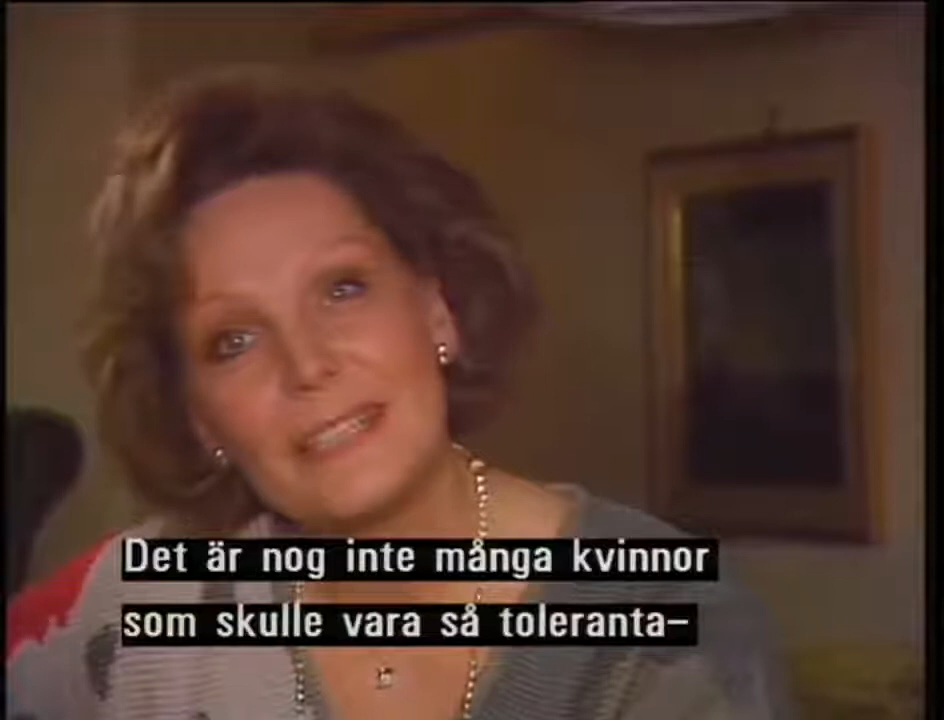 Det är nog inte många kvinnor
som skulle vara så toleranta–